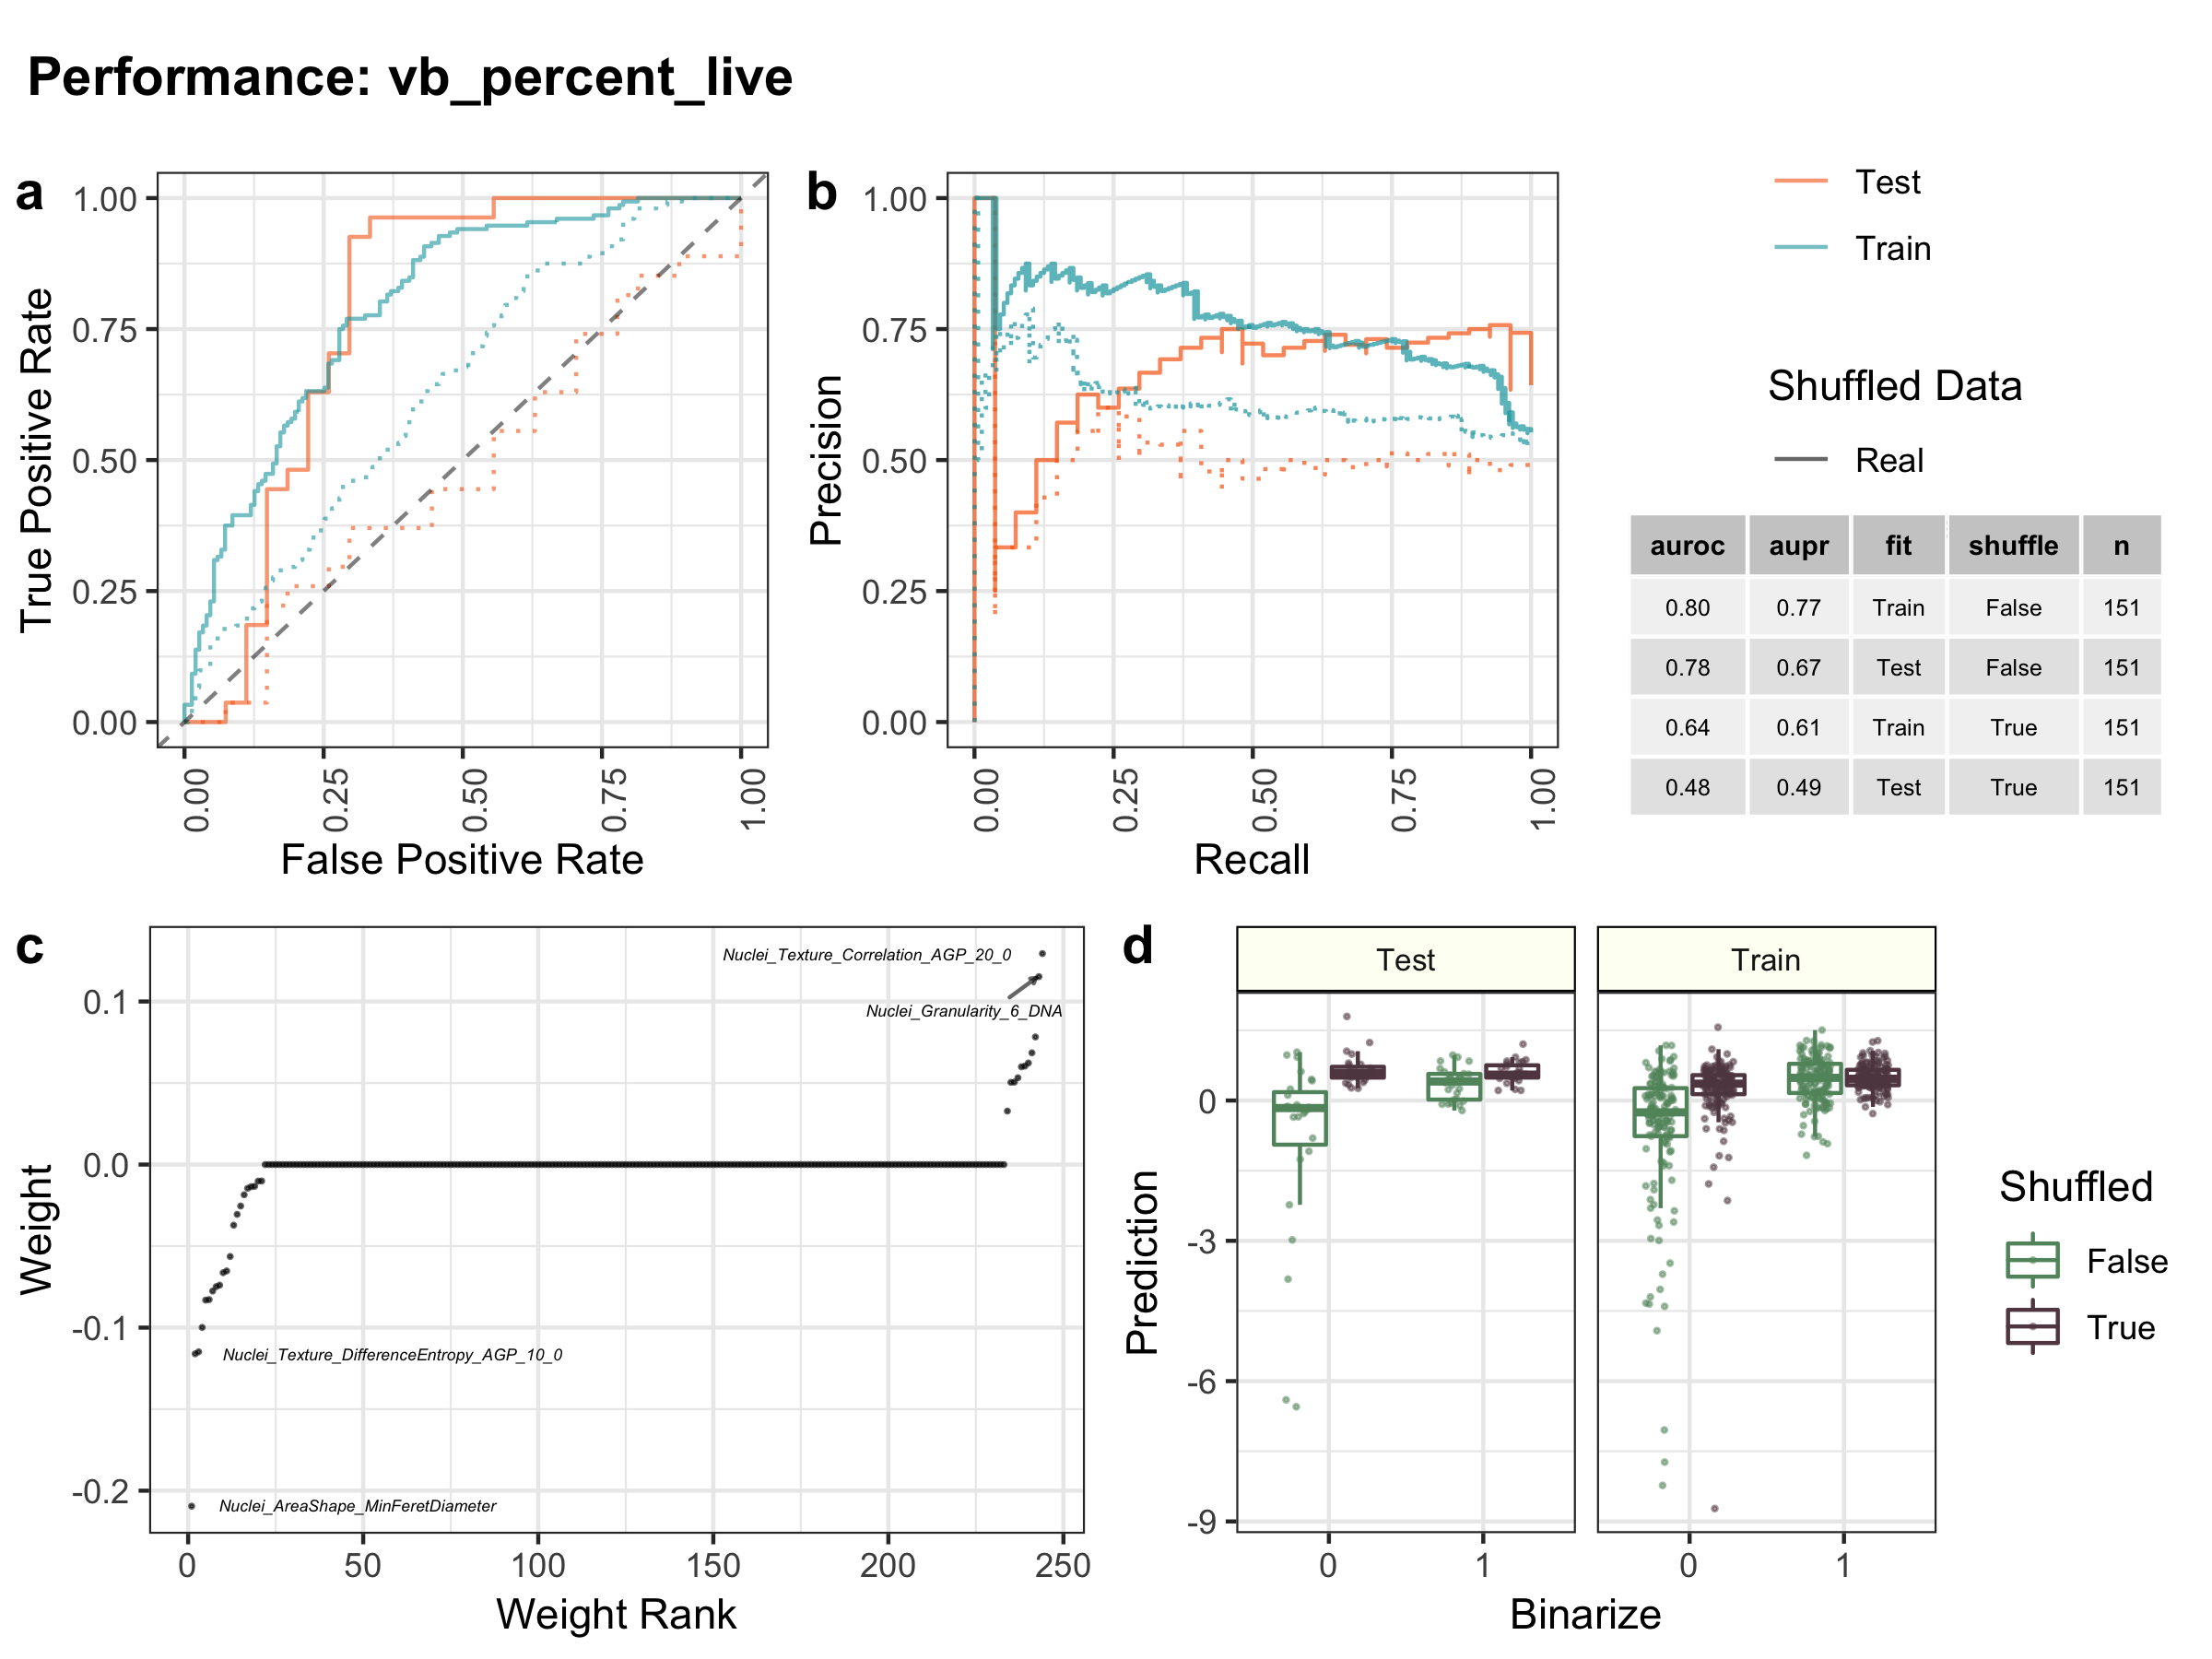 Performance: vb_percent_live
a
1.00
0.75
0.50
0.25
0.00
True Positive Rate
0.00
0.25
0.50
0.75
1.00
False Positive Rate
b
1.00
0.75
0.50
0.25
0.00
Precision
0.00
0.25
0.50
0.75
1.00
Recall
Test
Train
Shuffled Data
Real
auroc aupr fit shuffle n
0.80 0.77 Train False 151
0.78 0.67 Test False 151
0.64 0.61 Train True 151
0.48 0.49 Test True 151
c
0.1
0.0
-0.1
-0.2
Weight
Nuclei_Texture_Correlation_AGP_20_0
Nuclei_Granularity_6_DNA
Nuclei_Texture_DifferenceEntropy_AGP_10_0
Nuclei_AreaShape_MinFeretDiameter
0 50 100 150 200 250
Weight Rank
d
Test Train
0
-3
-6
-9
Prediction
0 1 0 1
Binarize
Shuffled
False
True